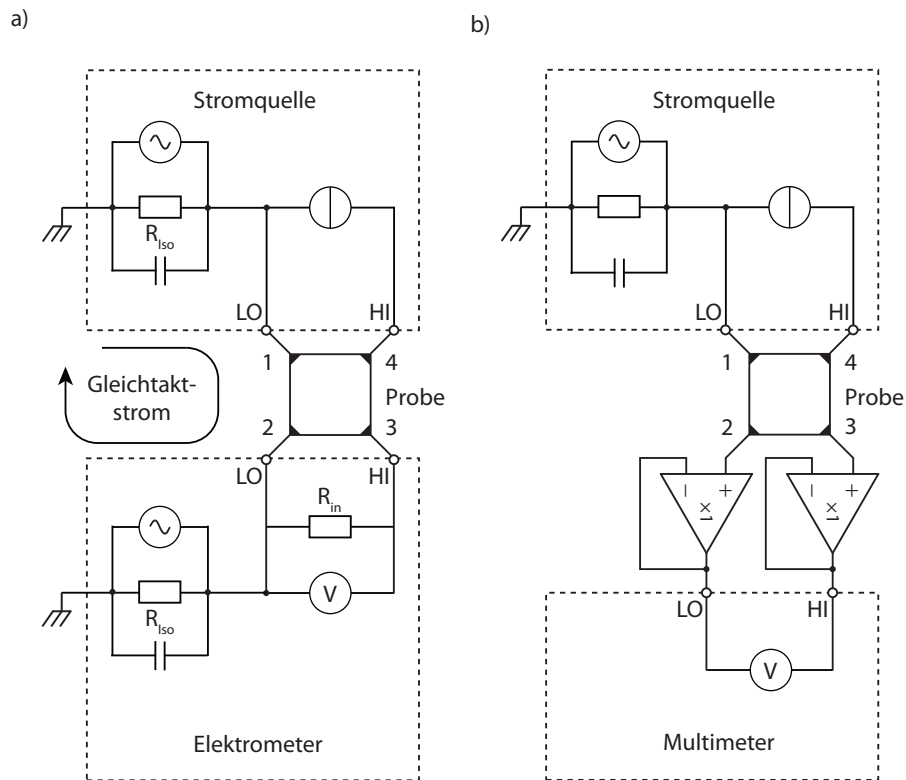 a)
Stromquelle
R_Iso
LO
HI
1
4
Gleichtakt-
strom
Probe
2
3
LO
HI
R_in
V
R_Iso
Elektrometer
b)
Stromquelle
LO
HI
1
4
Probe
2
3
− +
×1
− +
×1
LO
HI
V
Multimeter